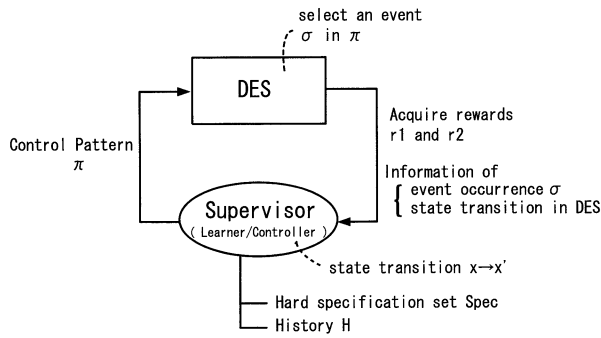 select an event
σ in π
DES
Acquire rewards
r1 and r2
Control Pattern
π
Information of
event occurrence σ
state transition in DES
Supervisor
( Learner/Controller )
state transition x→x'
Hard specification set Spec
History H